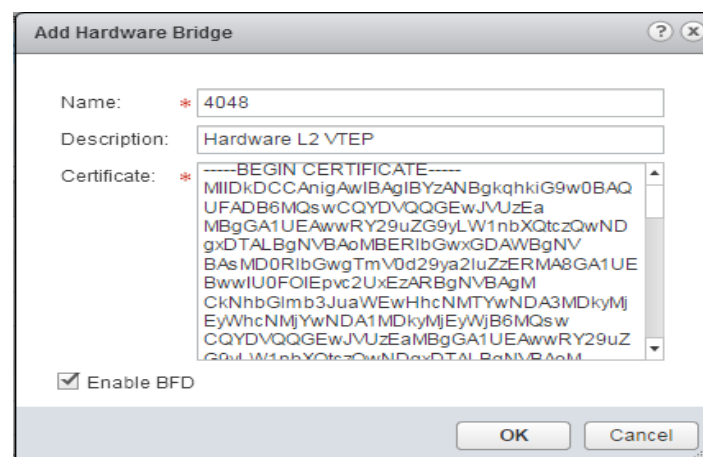 Add Hardware Bridge
Name: * 4048
Description: Hardware L2 VTEP
Certificate: * -----BEGIN CERTIFICATE-----
MIIDkDCCAnigAwIBAgIBYzANBgkqhkiG9w0BAQ
UFADB6MQswCQYDVQQGEwJVUzEa
MBgGA1UEAwwRY29uZG9yLW1nbXQtczQwND
gxDTALBgNVBAoMBERlbGwxGDAWBgNV
BAsMD0RlbGwgTmV0d29ya2luZzERMA8GA1UE
BwwIU0FOIEpvc2UxEzARBgNVBAgM
CkNhbGlmb3JuaWEwHhcNMTYwNDA3MDkyMj
EyWhcNMjYwNDA1MDkyMjEyWjB6MQsw
CQYDVQQGEwJVUzEaMBgGA1UEAwwRY29uZ
G9yLW1nbXQtczQwNDgxDTALBgNVBAoM
Enable BFD
OK Cancel